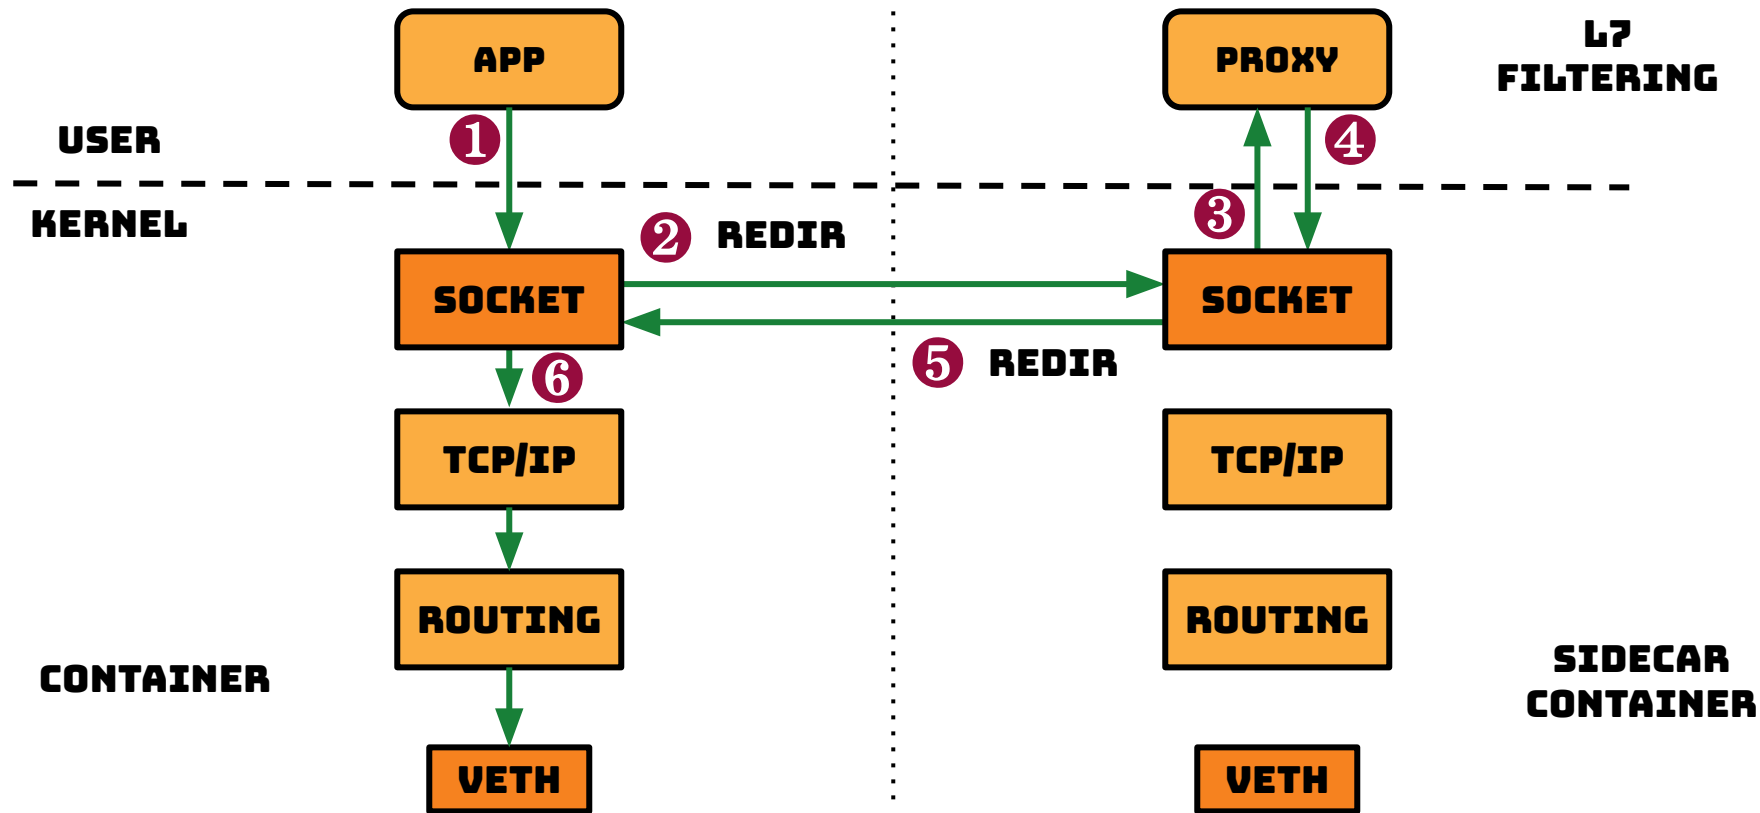 APP
PROXY
L7
FILTERING
USER
1
4
KERNEL
2 REDIR
3
SOCKET
SOCKET
5 REDIR
6
TCP/IP
TCP/IP
ROUTING
ROUTING
CONTAINER
SIDECAR
CONTAINER
VETH
VETH